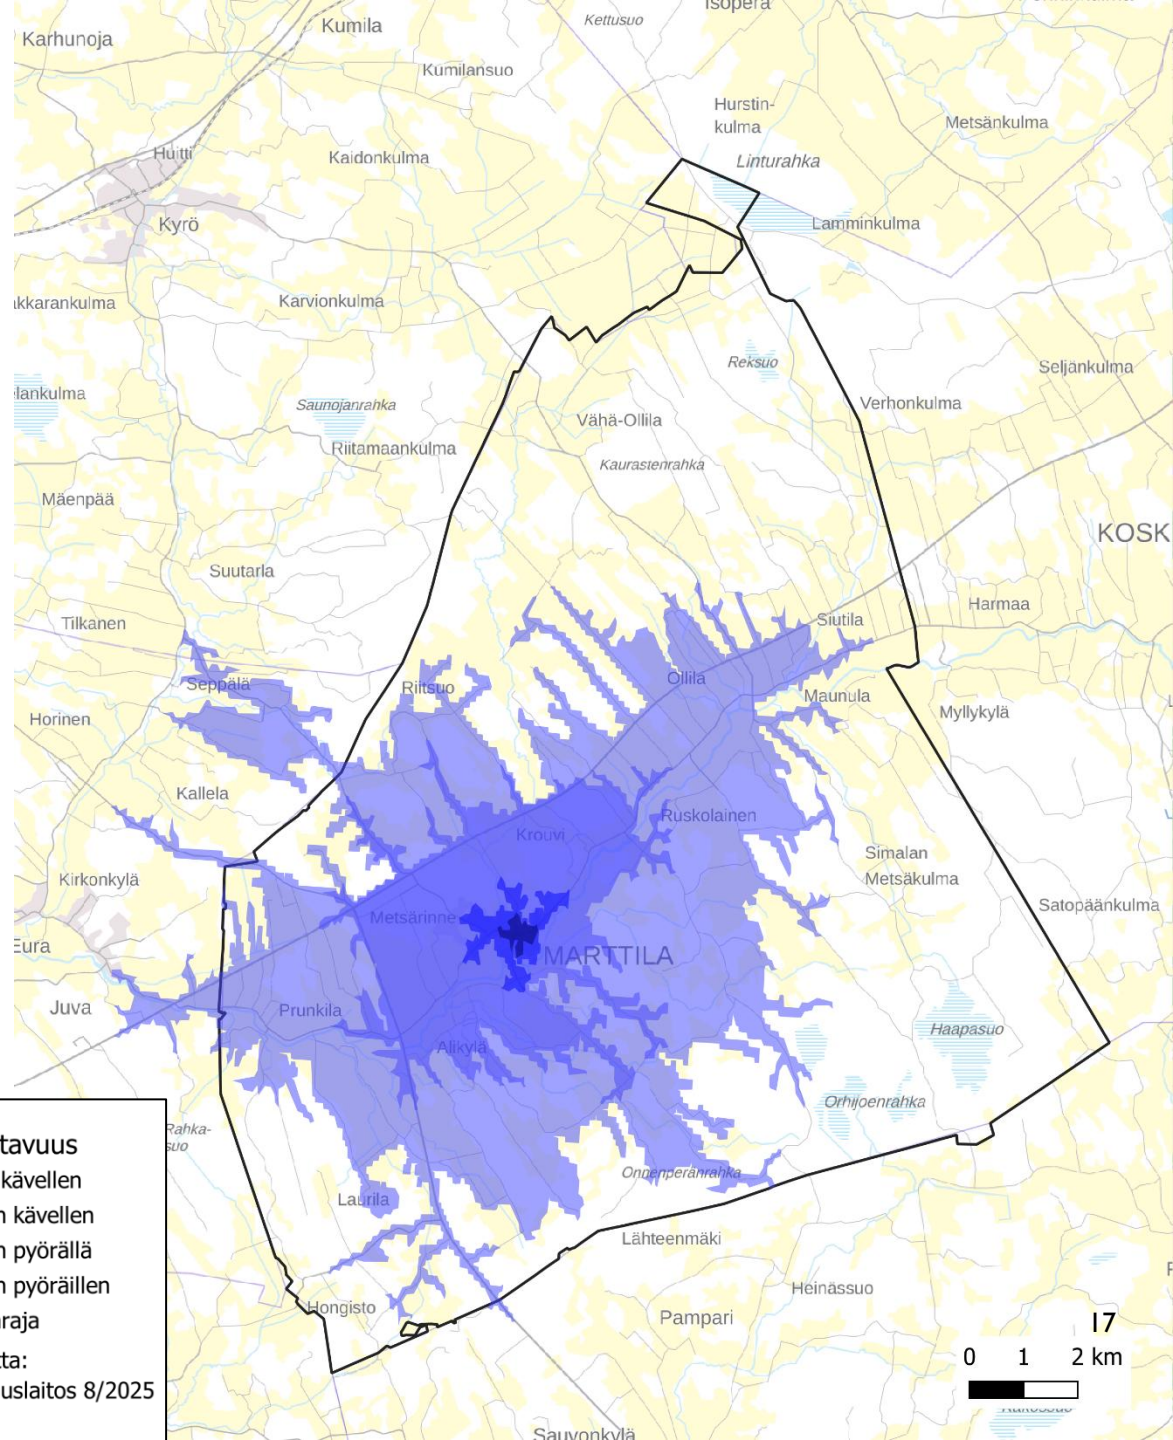 Isoperä
Kettusuo
Kumila
Karhunoja
Kumilansuo
Hurstin-
kulma
Metsänkulma
Huitti
Kaidonkulma
Linturahka
Kyrö
Lamminkulma
akkarankulma
Karvionkulma
Reksuo
Seljänkulma
elankulma
Saunojanrahka
Verhonkulma
Vähä-Ollila
Riitamaankulma
Kaurastenrahka
Mäenpää
KOSK
Suutarla
Harmaa
Tilkanen
Siutila
Seppälä
Riitsuo
Ollila
Maunula
Horinen
Myllykylä
Kallela
Krouvi
Ruskolainen
Simalan
Metsäkulma
Kirkonkylä
Metsärinne
Satopäänkulma
Eura
MARTTILA
Juva
Prunkila
Haapasuo
Alikylä
Orhijoenrahka
Rahka-
suo
Onnenperänrahka
Laurila
Lähteenmäki
Heinässuo
Hongisto
Pampari
Sauvonkylä
tavuus
kävellen
n kävellen
n pyörällä
n pyöräillen
raja
ta:
uslaitos 8/2025
17
0 1 2 km